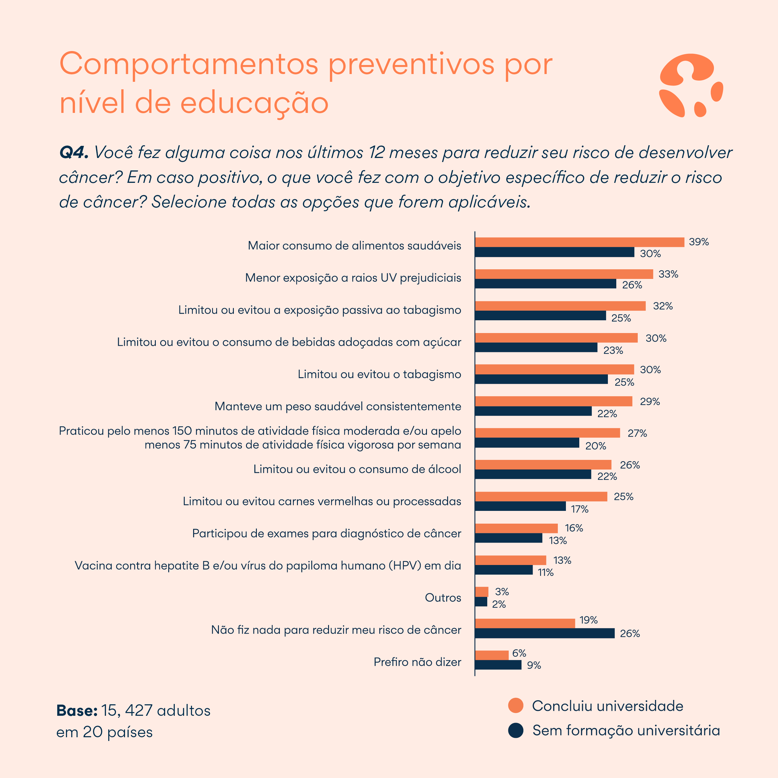 Comportamentos preventivos por
nível de educação
Q4. Você fez alguma coisa nos últimos 12 meses para reduzir seu risco de desenvolver
câncer? Em caso positivo, o que você fez com o objetivo específico de reduzir o risco
de câncer? Selecione todas as opções que forem aplicáveis.
Maior consumo de alimentos saudáveis
39%
30%
Menor exposição a raios UV prejudiciais
33%
26%
Limitou ou evitou a exposição passiva ao tabagismo
32%
25%
Limitou ou evitou o consumo de bebidas adoçadas com açúcar
30%
23%
Limitou ou evitou o tabagismo
30%
25%
Manteve um peso saudável consistentemente
29%
22%
Praticou pelo menos 150 minutos de atividade física moderada e/ou apelo
menos 75 minutos de atividade física vigorosa por semana
27%
20%
Limitou ou evitou o consumo de álcool
26%
22%
Limitou ou evitou carnes vermelhas ou processadas
25%
17%
Participou de exames para diagnóstico de câncer
16%
13%
Vacina contra hepatite B e/ou vírus do papiloma humano (HPV) em dia
13%
11%
Outros
3%
2%
Não fiz nada para reduzir meu risco de câncer
19%
26%
Prefiro não dizer
6%
9%
Base: 15, 427 adultos
em 20 países
Concluiu universidade
Sem formação universitária